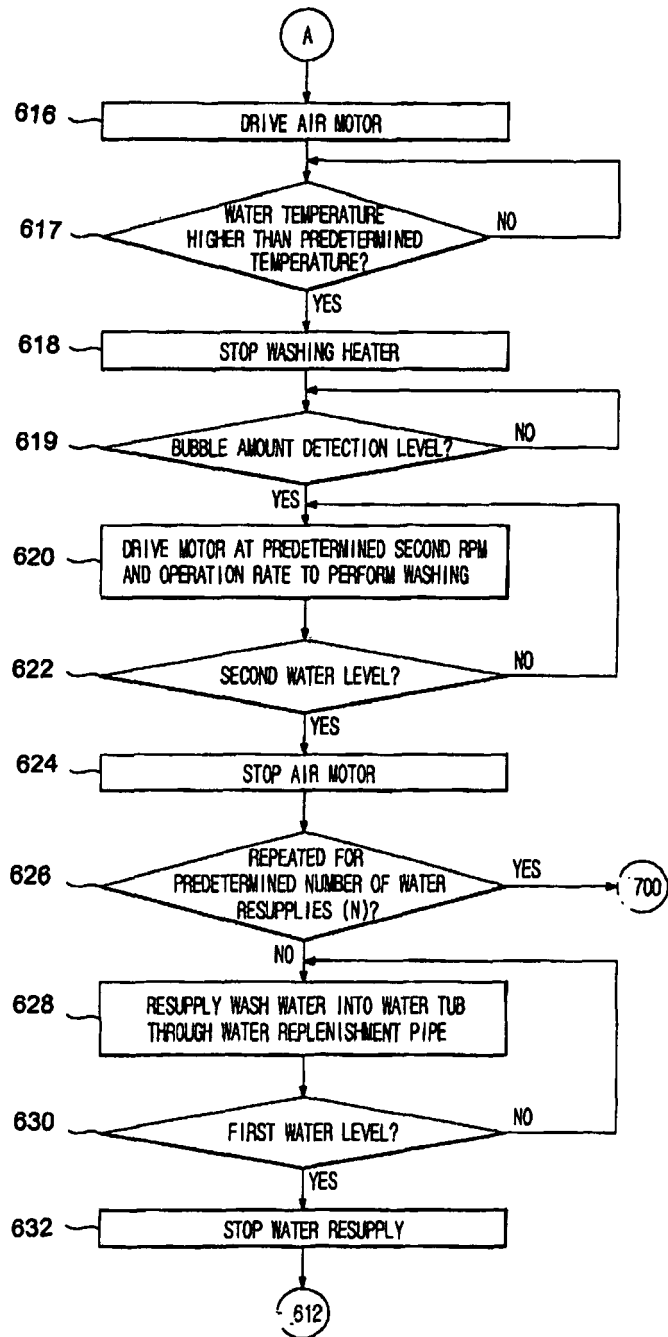 A
616
DRIVE AIR MOTOR
617
WATER TEMPERATURE
HIGHER THAN PREDETERMINED
TEMPERATURE?
NO
YES
618
STOP WASHING HEATER
619
BUBBLE AMOUNT DETECTION LEVEL?
NO
YES
620
DRIVE MOTOR AT PREDETERMINED SECOND RPM
AND OPERATION RATE TO PERFORM WASHING
622
SECOND WATER LEVEL?
NO
YES
624
STOP AIR MOTOR
626
REPEATED FOR
PREDETERMINED NUMBER OF WATER
RESUPPLIES (N)?
YES
700
NO
628
RESUPPLY WASH WATER INTO WATER TUB
THROUGH WATER REPLENISHMENT PIPE
630
FIRST WATER LEVEL?
NO
YES
632
STOP WATER RESUPPLY
612